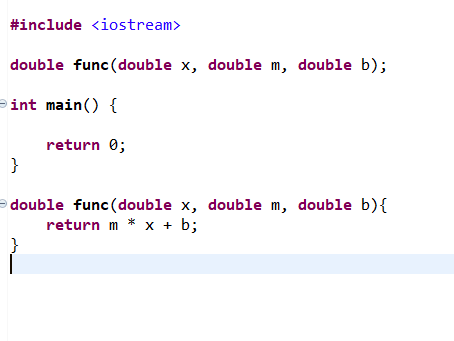 #include <iostream>
double func(double x, double m, double b);
int main() {
return 0;
}
double func(double x, double m, double b){
return m * x + b;
}